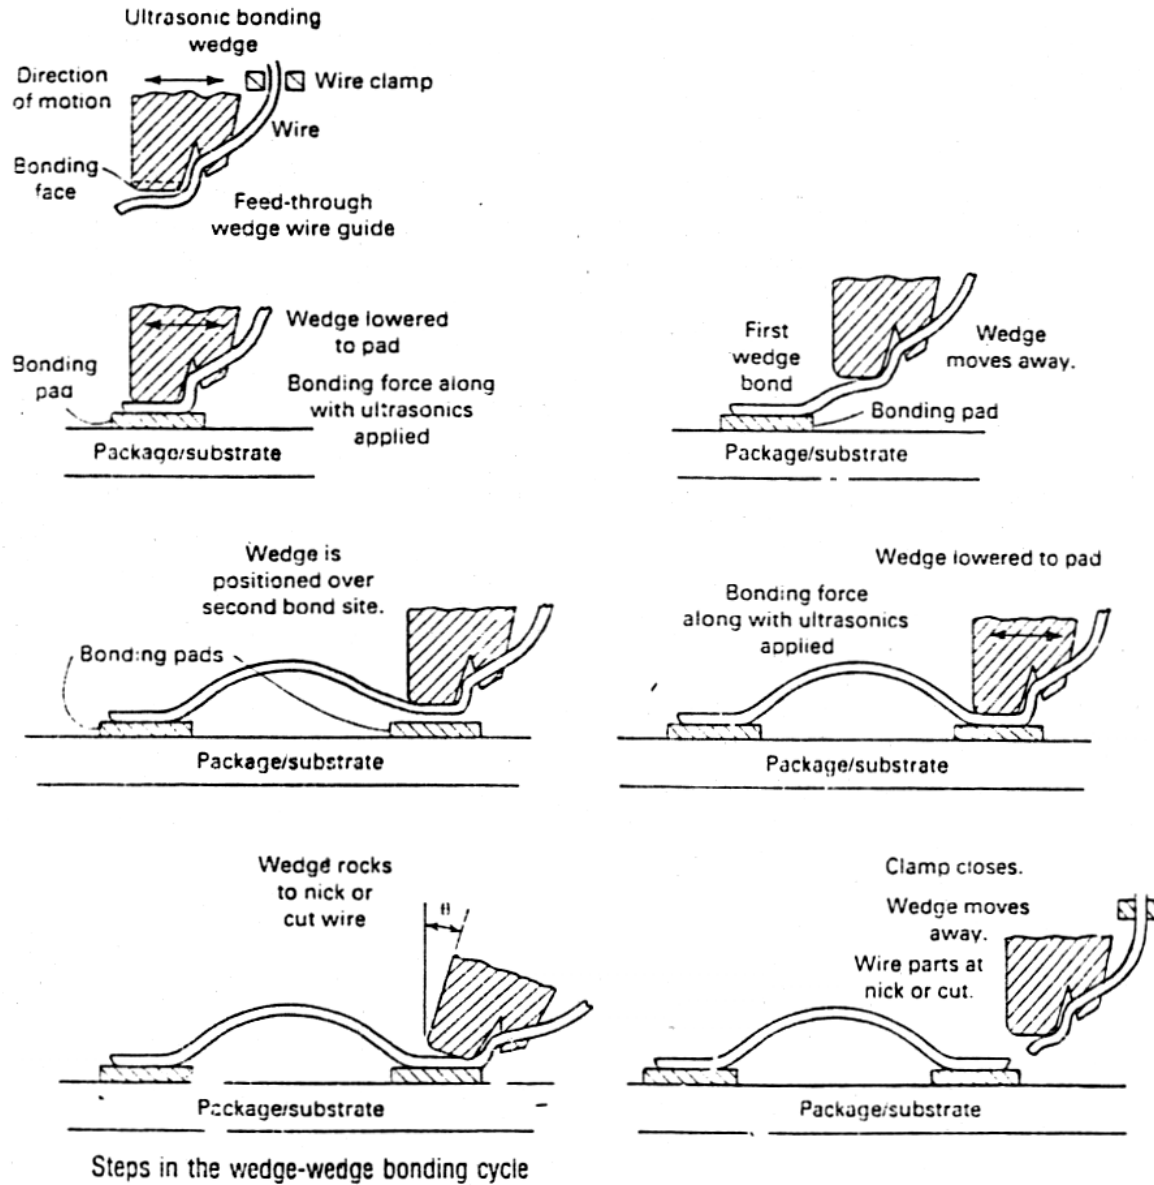 Ultrasonic bonding
wedge
Direction
of motion
Wire clamp
Wire
Bonding
face
Feed-through
wedge wire guide
Wedge lowered
to pad
Bonding
pad
Bonding force along
with ultrasonics
applied
Package/substrate
First
wedge
bond
Wedge
moves away.
Bonding pad
Package/substrate
Wedge is
positioned over
second bond site.
Bonding pads
Package/substrate
Wedge lowered to pad
Bonding force
along with ultrasonics
applied
Package/substrate
Wedge rocks
to nick or
cut wire
θ
Package/substrate
Clamp closes.
Wedge moves
away.
Wire parts at
nick or cut.
Package/substrate
Steps in the wedge-wedge bonding cycle